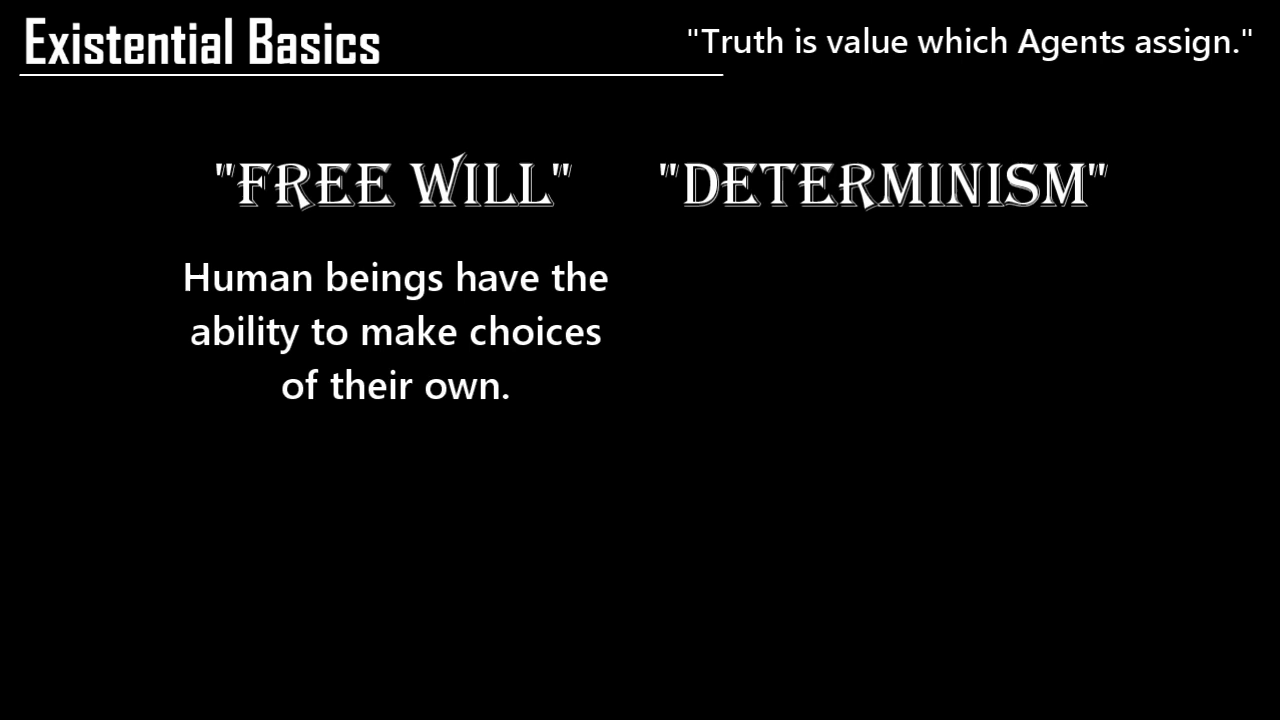 Existential Basics
"Truth is value which Agents assign."
"FREE WILL"
"DETERMINISM"
Human beings have the
ability to make choices
of their own.